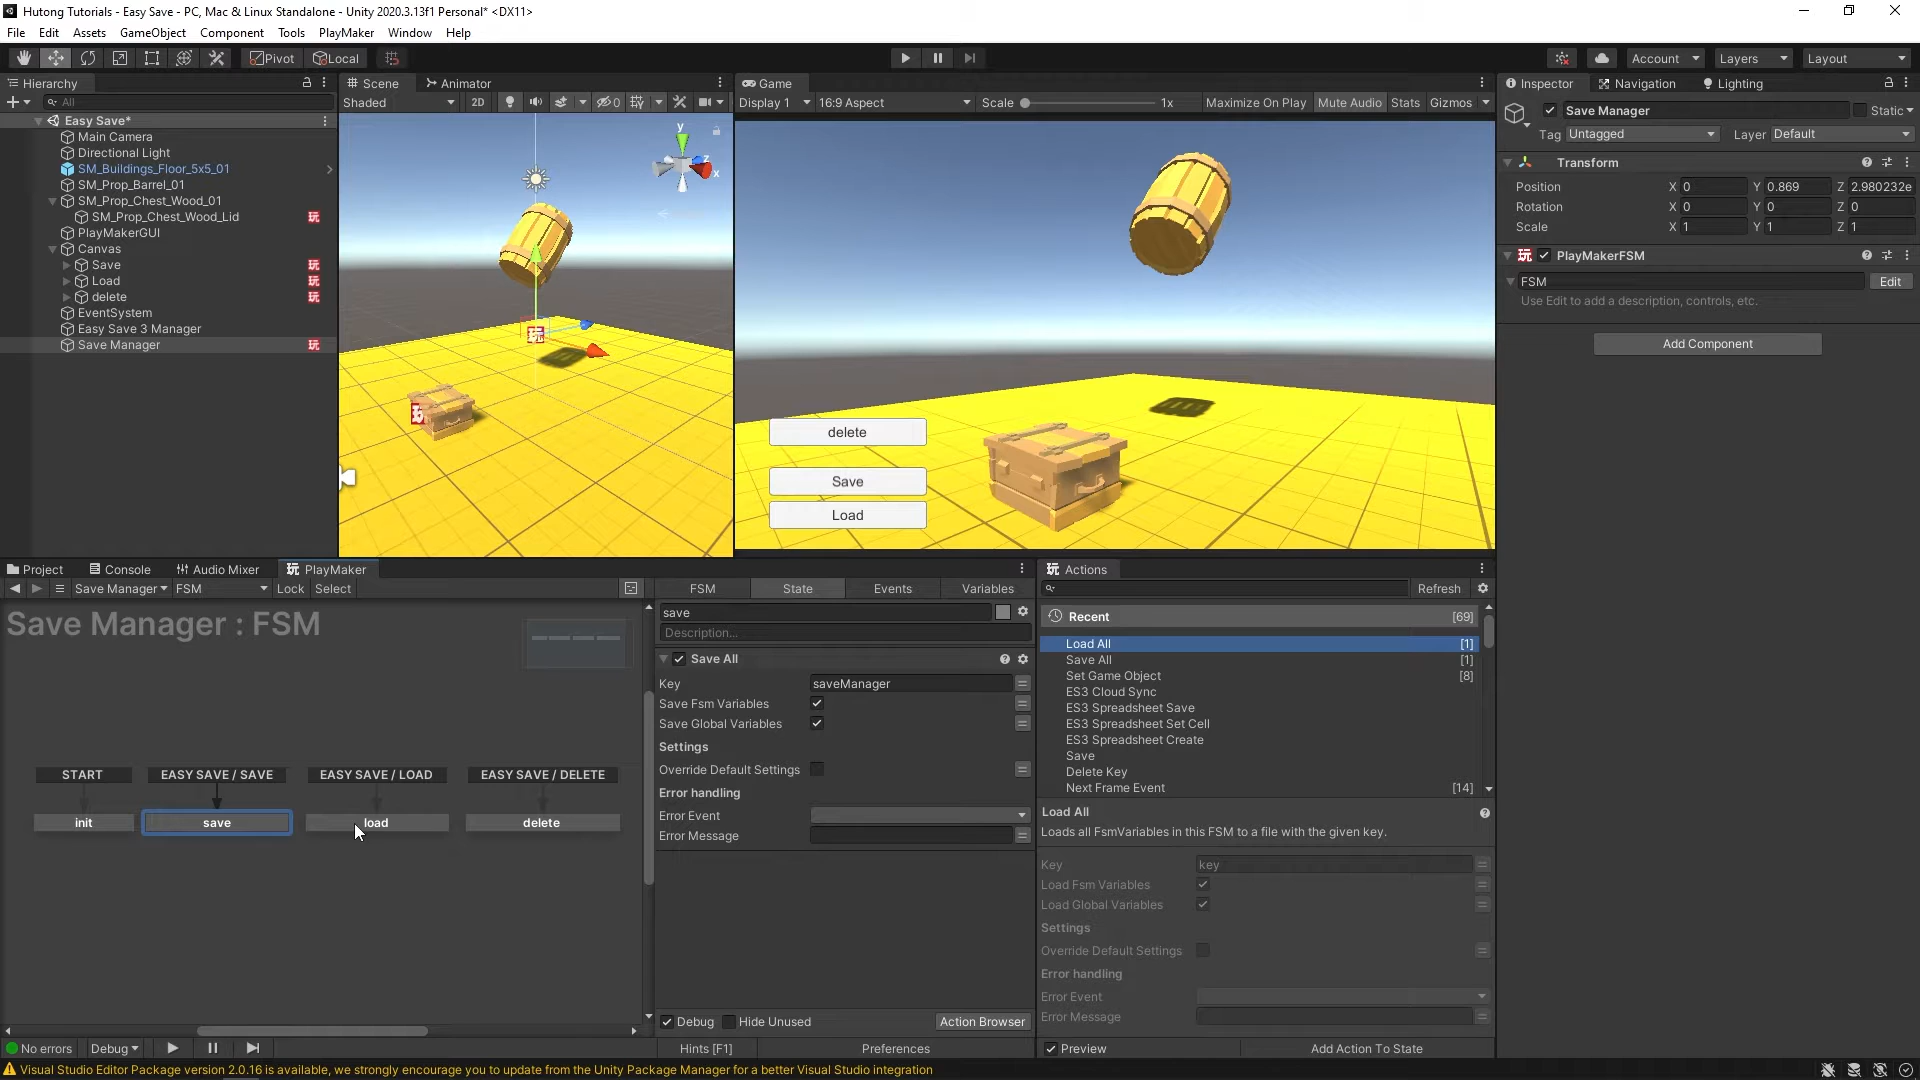 Hutong Tutorials - Easy Save - PC, Mac & Linux Standalone - Unity 2020.3.13f1 Personal* <DX11>
File Edit Assets GameObject Component Tools PlayMaker Window Help
Pivot Local Account Layers Layout
Hierarchy
All
Easy Save*
Main Camera
Directional Light
SM_Buildings_Floor_5x5_01
SM_Prop_Barrel_01
SM_Prop_Chest_Wood_01
SM_Prop_Chest_Wood_Lid 玩
PlayMakerGUI
Canvas
Save 玩
Load 玩
delete 玩
EventSystem
Easy Save 3 Manager
Save Manager 玩
Scene Animator
Shaded 2D 0
y
z
x
玩
玩
Game
Display 1 16:9 Aspect Scale 1x Maximize On Play Mute Audio Stats Gizmos
delete
Save
Load
Inspector Navigation Lighting
Save Manager Static
Tag Untagged Layer Default
Transform
Position X 0 Y 0.869 Z 2.980232e
Rotation X 0 Y 0 Z 0
Scale X 1 Y 1 Z 1
玩 PlayMakerFSM
FSM Edit
Use Edit to add a description, controls, etc.
Add Component
Project Console Audio Mixer 玩 PlayMaker
Save Manager FSM Lock Select
Save Manager : FSM
START EASY SAVE / SAVE EASY SAVE / LOAD EASY SAVE / DELETE
init save load delete
No errors Debug
FSM State Events Variables
save
Description...
Save All
Key saveManager
Save Fsm Variables
Save Global Variables
Settings
Override Default Settings
Error handling
Error Event
Error Message
Debug Hide Unused Action Browser
Hints [F1] Preferences
玩 Actions
Refresh
Recent [69]
Load All [1]
Save All [1]
Set Game Object [8]
ES3 Cloud Sync
ES3 Spreadsheet Save
ES3 Spreadsheet Set Cell
ES3 Spreadsheet Create
Save
Delete Key
Next Frame Event [14]
Load All
Loads all FsmVariables in this FSM to a file with the given key.
Key key
Load Fsm Variables
Load Global Variables
Settings
Override Default Settings
Error handling
Error Event
Error Message
Preview Add Action To State
Visual Studio Editor Package version 2.0.16 is available, we strongly encourage you to update from the Unity Package Manager for a better Visual Studio integration